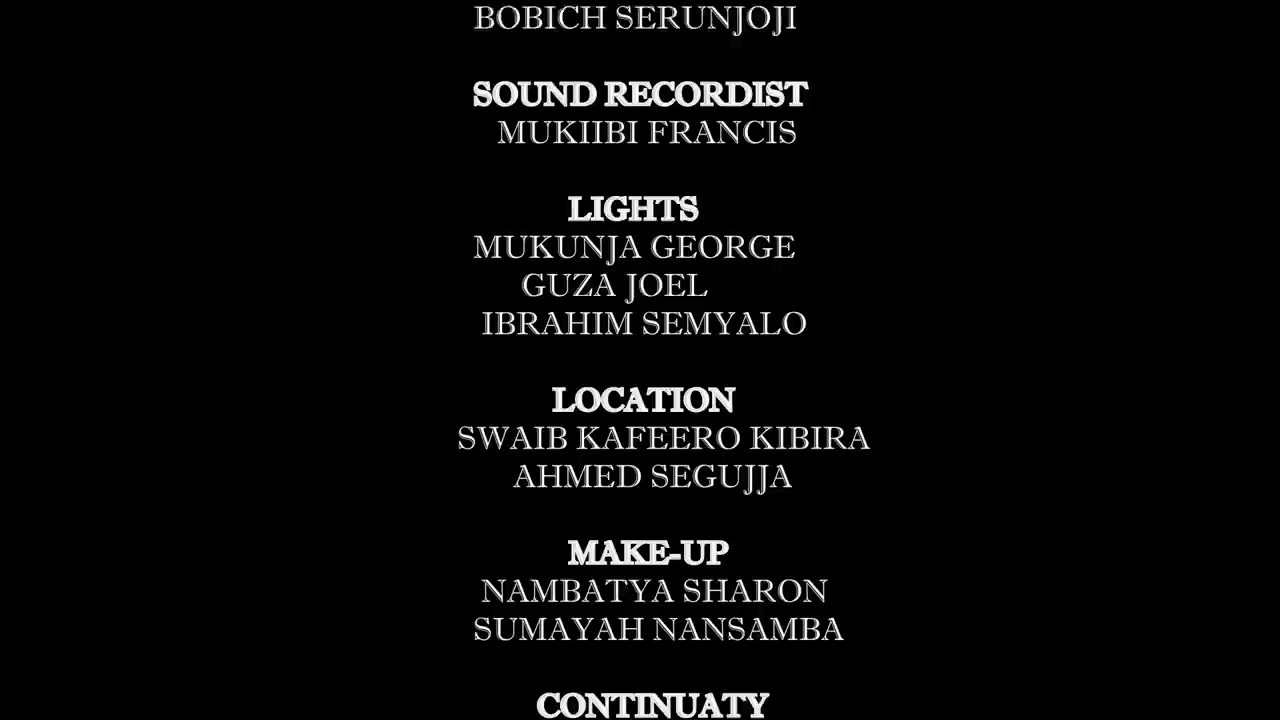 BOBICH SERUNJOJI
SOUND RECORDIST
MUKIIBI FRANCIS
LIGHTS
MUKUNJA GEORGE
GUZA JOEL
IBRAHIM SEMYALO
LOCATION
SWAIB KAFEERO KIBIRA
AHMED SEGUJJA
MAKE-UP
NAMBATYA SHARON
SUMAYAH NANSAMBA
CONTINUATY